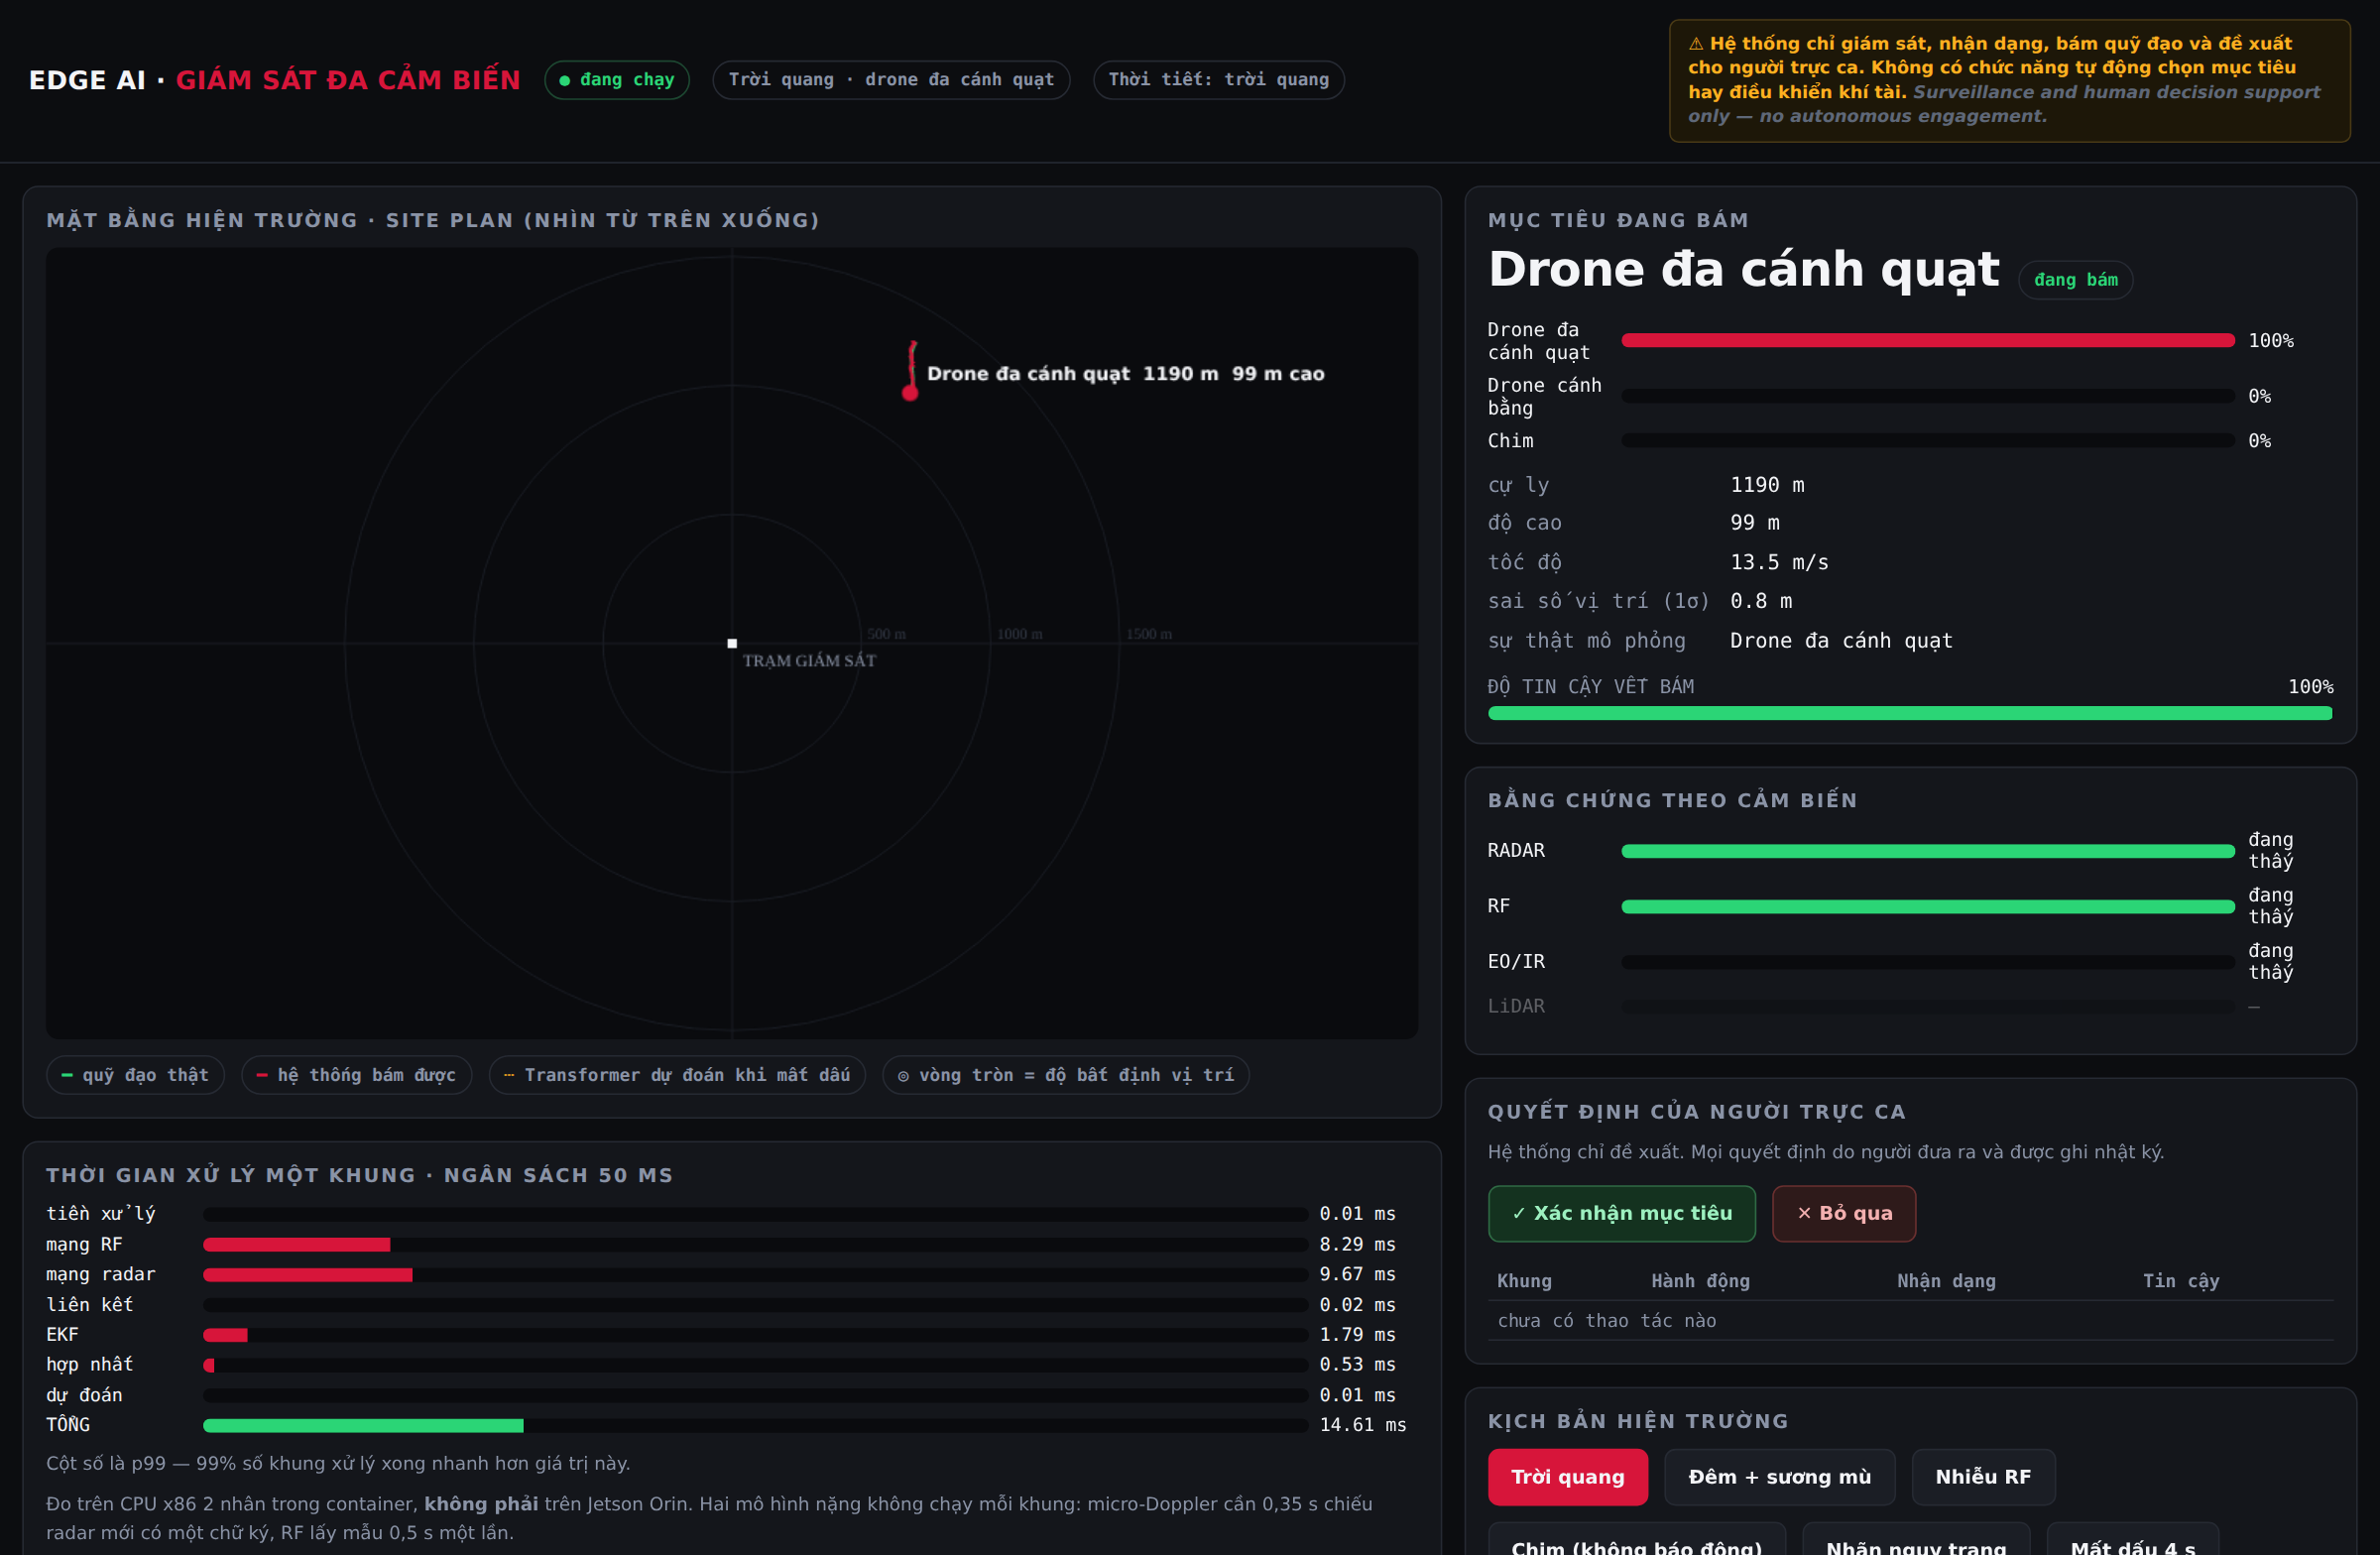 EDGE AI · GIÁM SÁT ĐA CẢM BIẾN
● đang chạy
Trời quang · drone đa cánh quạt
Thời tiết: trời quang
⚠ Hệ thống chỉ giám sát, nhận dạng, bám quỹ đạo và đề xuất
cho người trực ca. Không có chức năng tự động chọn mục tiêu
hay điều khiển khí tài. Surveillance and human decision support
only — no autonomous engagement.
MẶT BẰNG HIỆN TRƯỜNG · SITE PLAN (NHÌN TỪ TRÊN XUỐNG)
Drone đa cánh quạt 1190 m 99 m cao
500 m
1000 m
1500 m
TRẠM GIÁM SÁT
quỹ đạo thật
hệ thống bám được
Transformer dự đoán khi mất dấu
◎ vòng tròn = độ bất định vị trí
THỜI GIAN XỬ LÝ MỘT KHUNG · NGÂN SÁCH 50 MS
tiền xử lý 0.01 ms
mạng RF 8.29 ms
mạng radar 9.67 ms
liên kết 0.02 ms
EKF 1.79 ms
hợp nhất 0.53 ms
dự đoán 0.01 ms
TỔNG 14.61 ms
Cột số là p99 — 99% số khung xử lý xong nhanh hơn giá trị này.
Đo trên CPU x86 2 nhân trong container, không phải trên Jetson Orin. Hai mô hình nặng không chạy mỗi khung: micro-Doppler cần 0,35 s chiếu
radar mới có một chữ ký, RF lấy mẫu 0,5 s một lần.
MỤC TIÊU ĐANG BÁM
Drone đa cánh quạt
đang bám
Drone đa
cánh quạt
100%
Drone cánh
bằng
0%
Chim 0%
cự ly 1190 m
độ cao 99 m
tốc độ 13.5 m/s
sai số vị trí (1σ) 0.8 m
sự thật mô phỏng Drone đa cánh quạt
ĐỘ TIN CẬY VẾT BÁM 100%
BẰNG CHỨNG THEO CẢM BIẾN
RADAR
đang
thấy
RF
đang
thấy
EO/IR
đang
thấy
LiDAR —
QUYẾT ĐỊNH CỦA NGƯỜI TRỰC CA
Hệ thống chỉ đề xuất. Mọi quyết định do người đưa ra và được ghi nhật ký.
✓ Xác nhận mục tiêu
✕ Bỏ qua
Khung Hành động Nhận dạng Tin cậy
chưa có thao tác nào
KỊCH BẢN HIỆN TRƯỜNG
Trời quang
Đêm + sương mù
Nhiễu RF
Chim (không báo động)
Nhãn ngụy trang
Mất dấu 4 s